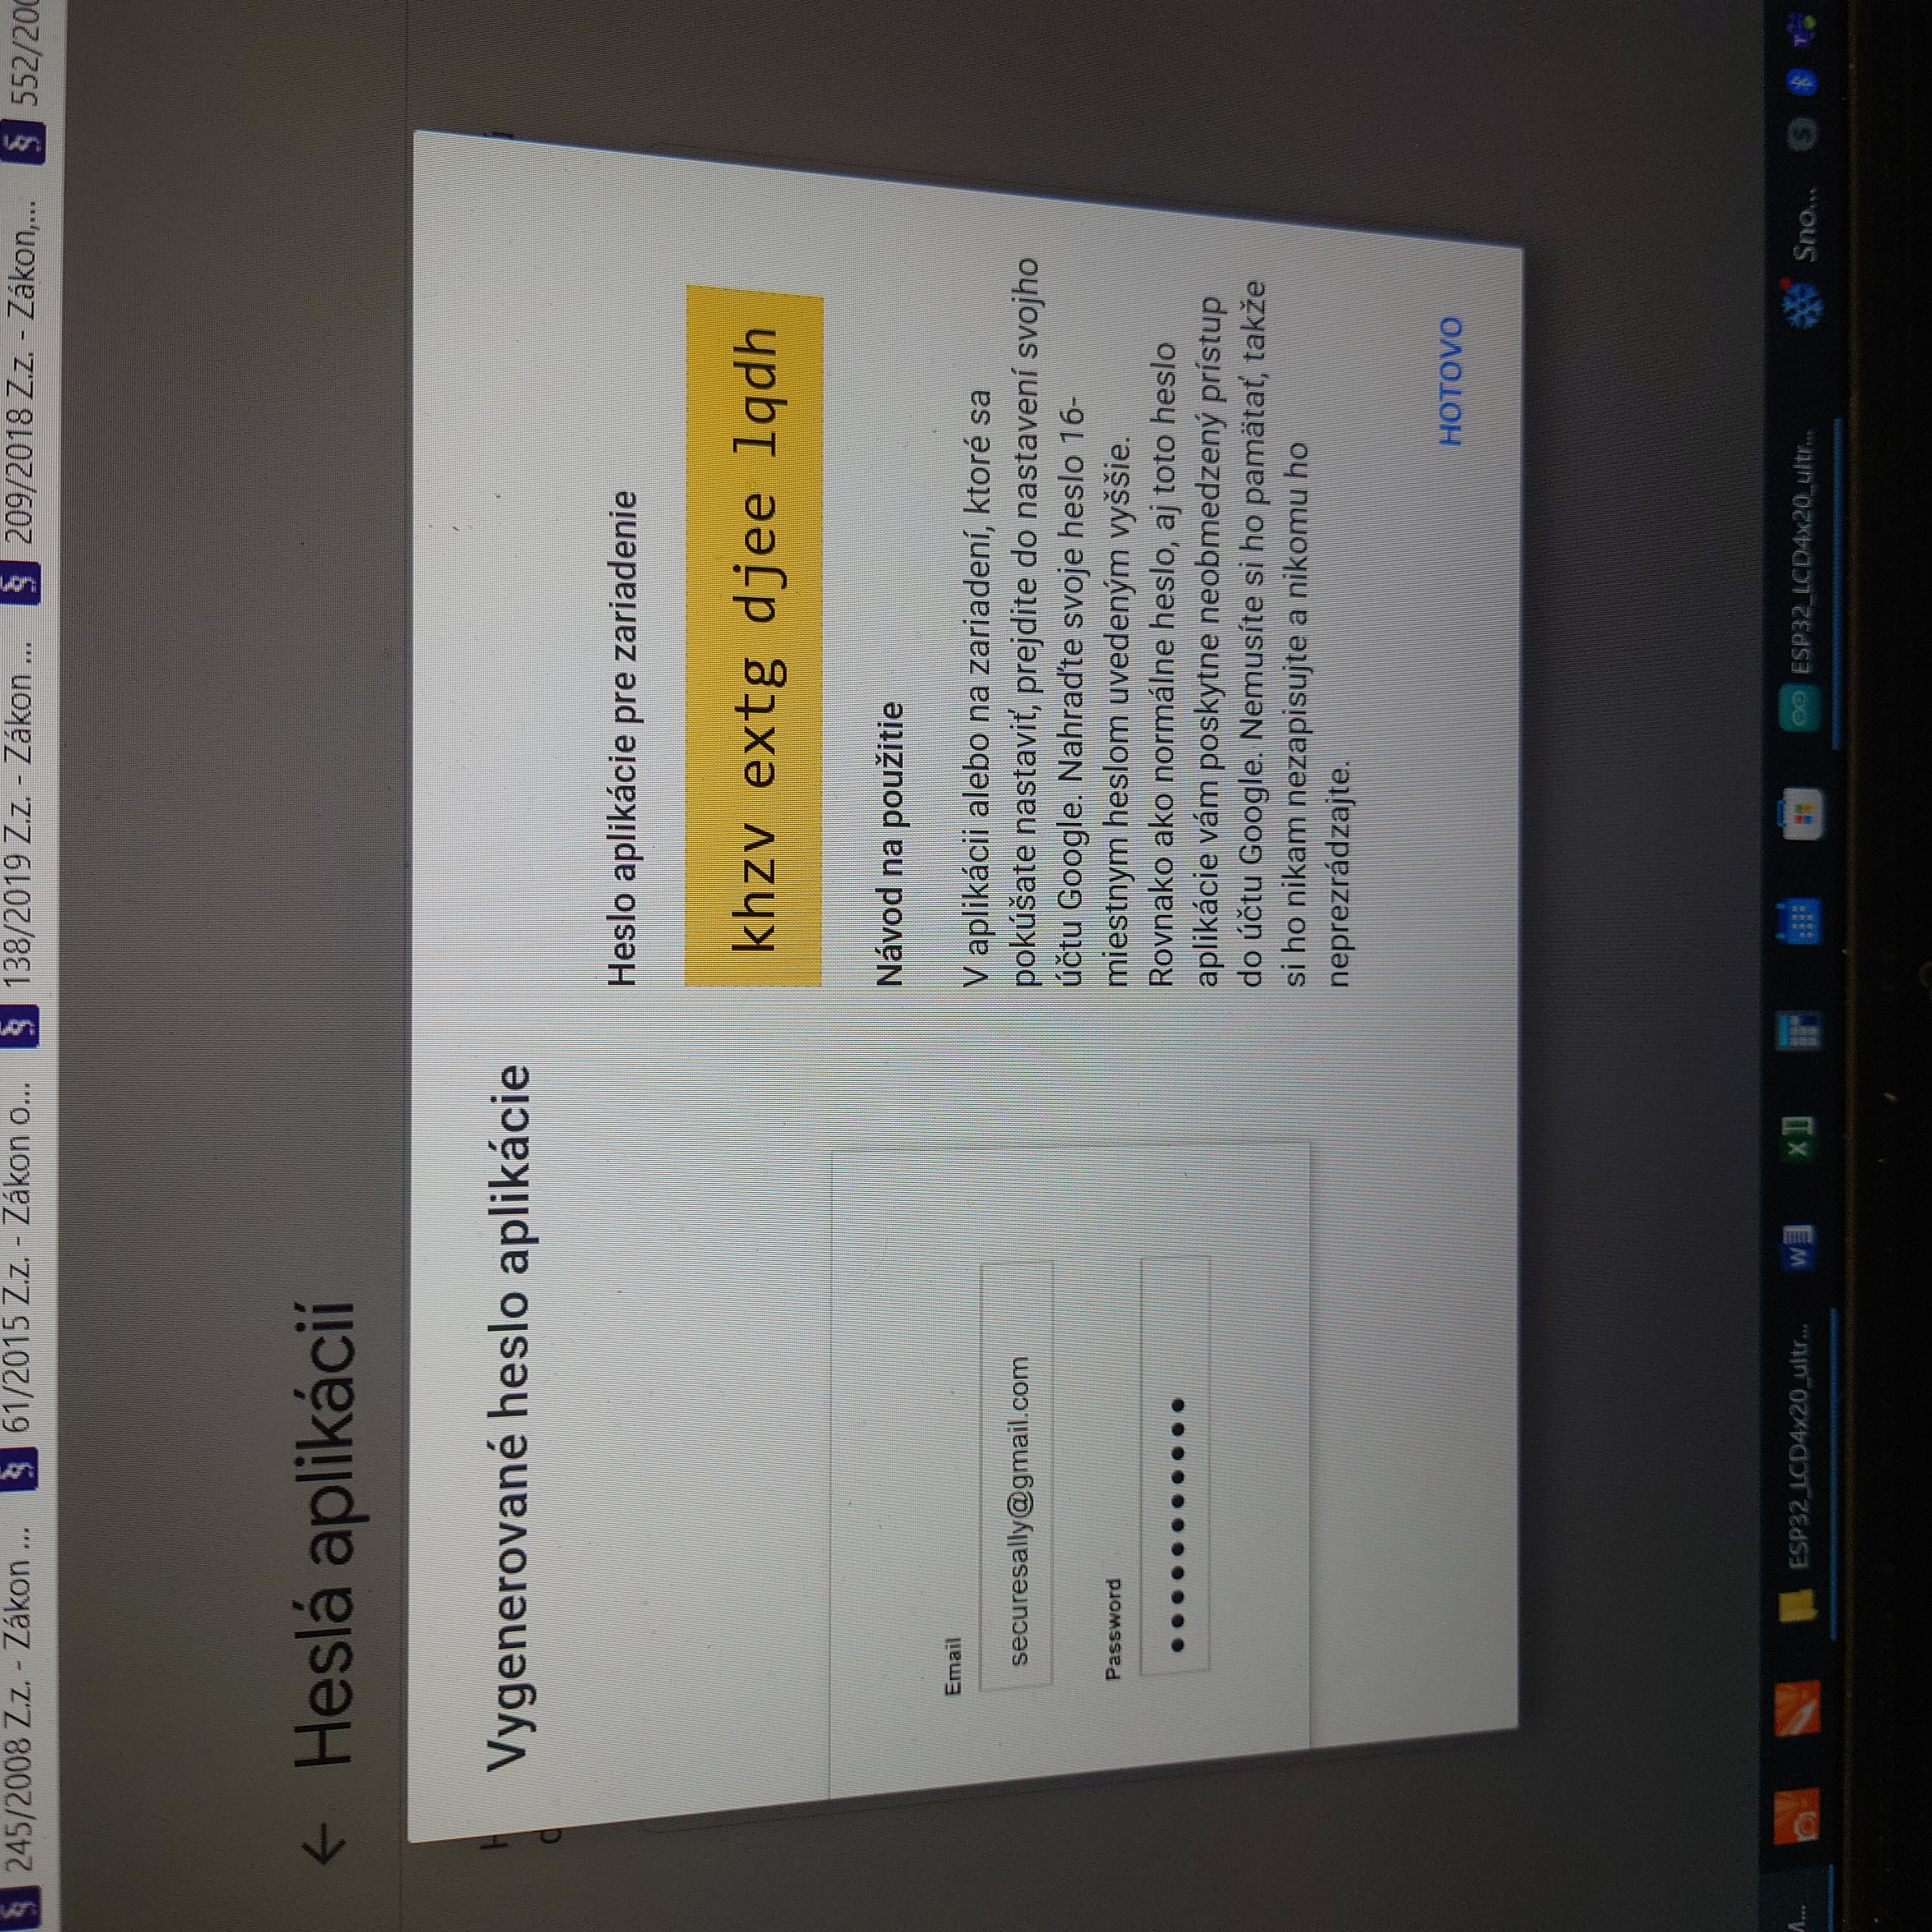 245/2008 Z.z. - Zákon ...
61/2015 Z.z. - Zákon o...
138/2019 Z.z. - Zákon ...
209/2018 Z.z. - Zákon,...
Heslá aplikácií
Vygenerované heslo aplikácie
Email
securesally@gmail.com
Password
Heslo aplikácie pre zariadenie
khzv extg djee lqdh
Návod na použitie
V aplikácii alebo na zariadení, ktoré sa
pokúšate nastaviť, prejdite do nastavení svojho
účtu Google. Nahraďte svoje heslo 16-
miestnym heslom uvedeným vyššie.
Rovnako ako normálne heslo, aj toto heslo
aplikácie vám poskytne neobmedzený prístup
do účtu Google. Nemusíte si ho pamätať, takže
si ho nikam nezapisujte a nikomu ho
neprezrádzajte.
HOTOVO
ESP32_LCD4x20_ultr...
ESP32_LCD4x20_ultr...
Sno...